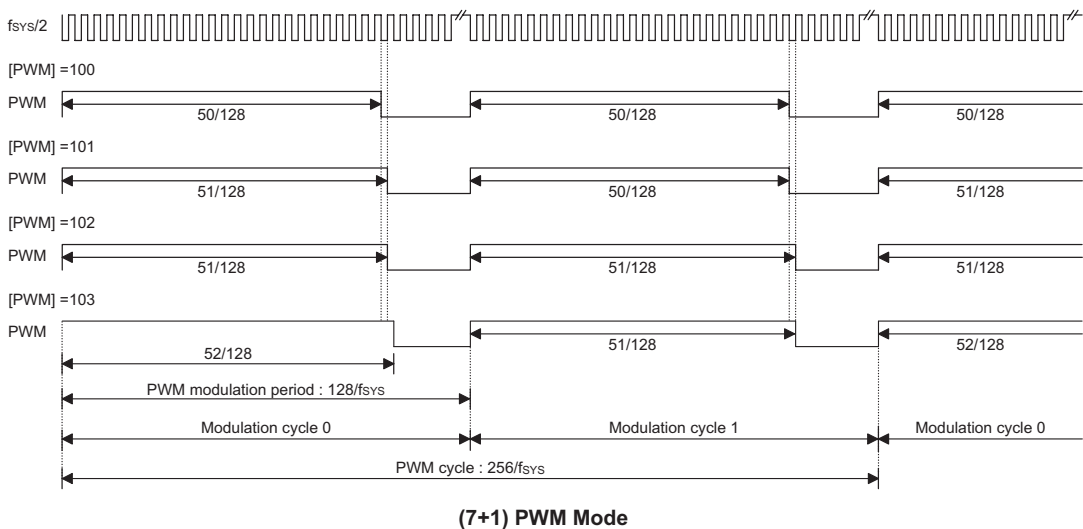 fSYS/2
[PWM] =100
PWM
50/128
50/128
50/128
[PWM] =101
PWM
51/128
50/128
51/128
[PWM] =102
PWM
51/128
51/128
51/128
[PWM] =103
PWM
52/128
51/128
52/128
PWM modulation period : 128/fSYS
Modulation cycle 0
Modulation cycle 1
Modulation cycle 0
PWM cycle : 256/fSYS
(7+1) PWM Mode